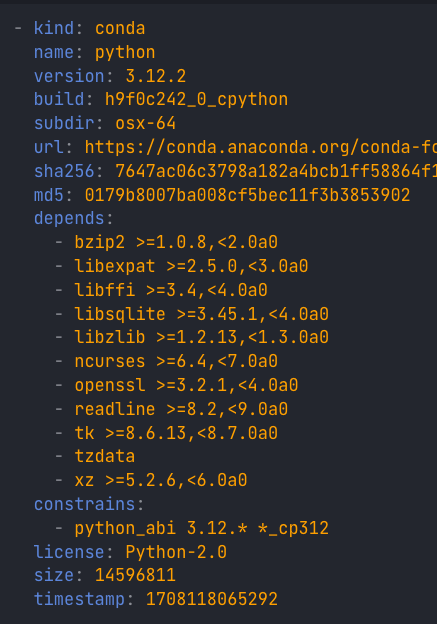 - kind: conda
name: python
version: 3.12.2
build: h9f0c242_0_cpython
subdir: osx-64
url: https://conda.anaconda.org/conda-fo
sha256: 7647ac06c3798a182a4bcb1ff58864f1
md5: 0179b8007ba008cf5bec11f3b3853902
depends:
- bzip2 >=1.0.8,<2.0a0
- libexpat >=2.5.0,<3.0a0
- libffi >=3.4,<4.0a0
- libsqlite >=3.45.1,<4.0a0
- libzlib >=1.2.13,<1.3.0a0
- ncurses >=6.4,<7.0a0
- openssl >=3.2.1,<4.0a0
- readline >=8.2,<9.0a0
- tk >=8.6.13,<8.7.0a0
- tzdata
- xz >=5.2.6,<6.0a0
constrains:
- python_abi 3.12.* *_cp312
license: Python-2.0
size: 14596811
timestamp: 1708118065292